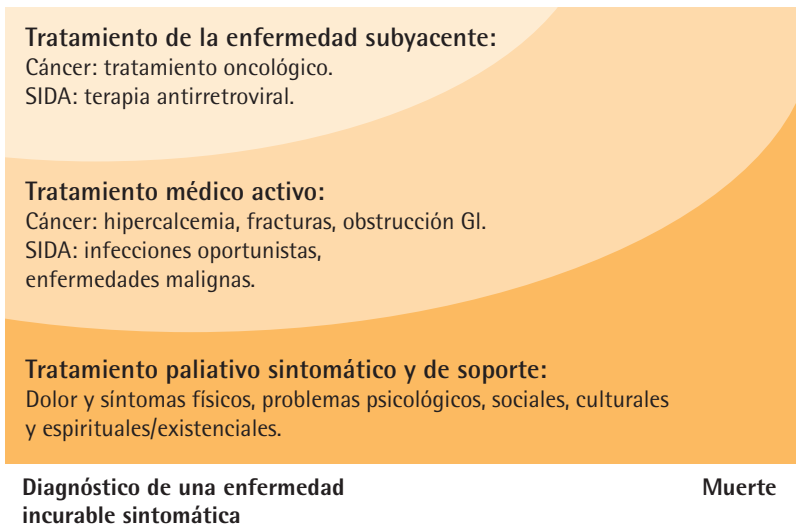 Tratamiento de la enfermedad subyacente:
Cáncer: tratamiento oncológico.
SIDA: terapia antirretroviral.
Tratamiento médico activo:
Cáncer: hipercalcemia, fracturas, obstrucción GI.
SIDA: infecciones oportunistas,
enfermedades malignas.
Tratamiento paliativo sintomático y de soporte:
Dolor y síntomas físicos, problemas psicológicos, sociales, culturales
y espirituales/existenciales.
Diagnóstico de una enfermedad
incurable sintomática
Muerte